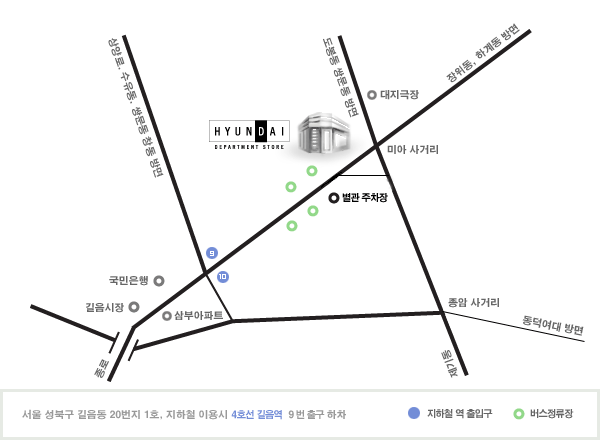 삼양로, 수유동, 쌍문동 창동 방면
도봉동 쌍문동 방면
장위동, 하계동 방면
대지극장
HYUNDAI
DEPARTMENT STORE
미아 사거리
별관 주차장
9
10
국민은행
길음시장
삼부아파트
종암 사거리
동덕여대 방면
종로
제기동
서울 성북구 길음동 20번지 1호, 지하철 이용시 4호선 길음역 9번 출구 하차
지하철 역 출입구
버스정류장